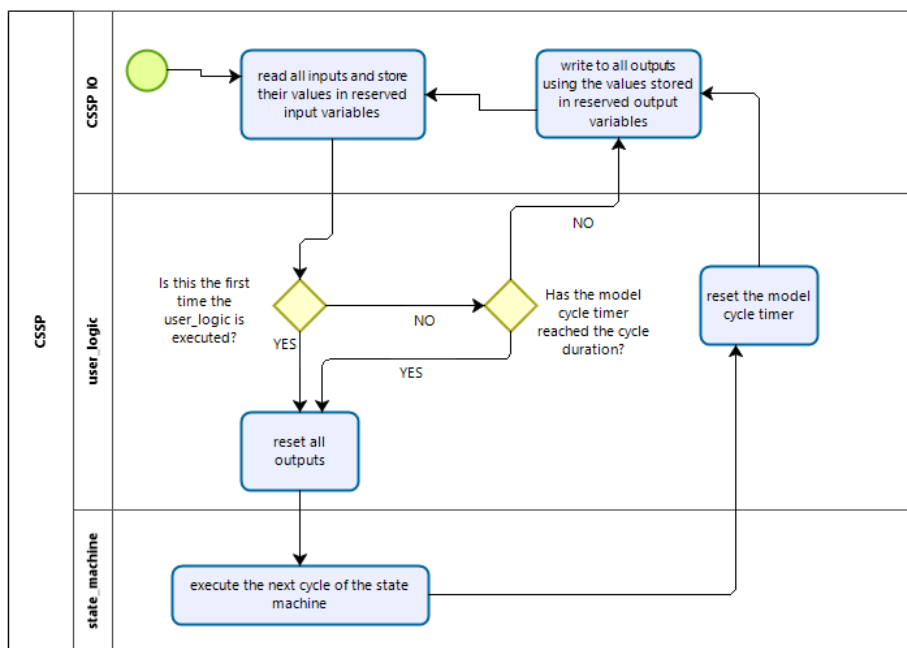 CSSP
CSSP IO
read all inputs and store
their values in reserved
input variables
write to all outputs
using the values stored
in reserved output
variables
user_logic
Is this the first
time the
user_logic is
executed?
YES
NO
Has the model
cycle timer
reached the cycle
duration?
NO
YES
reset the model
cycle timer
reset all
outputs
state_machine
execute the next cycle of the state
machine